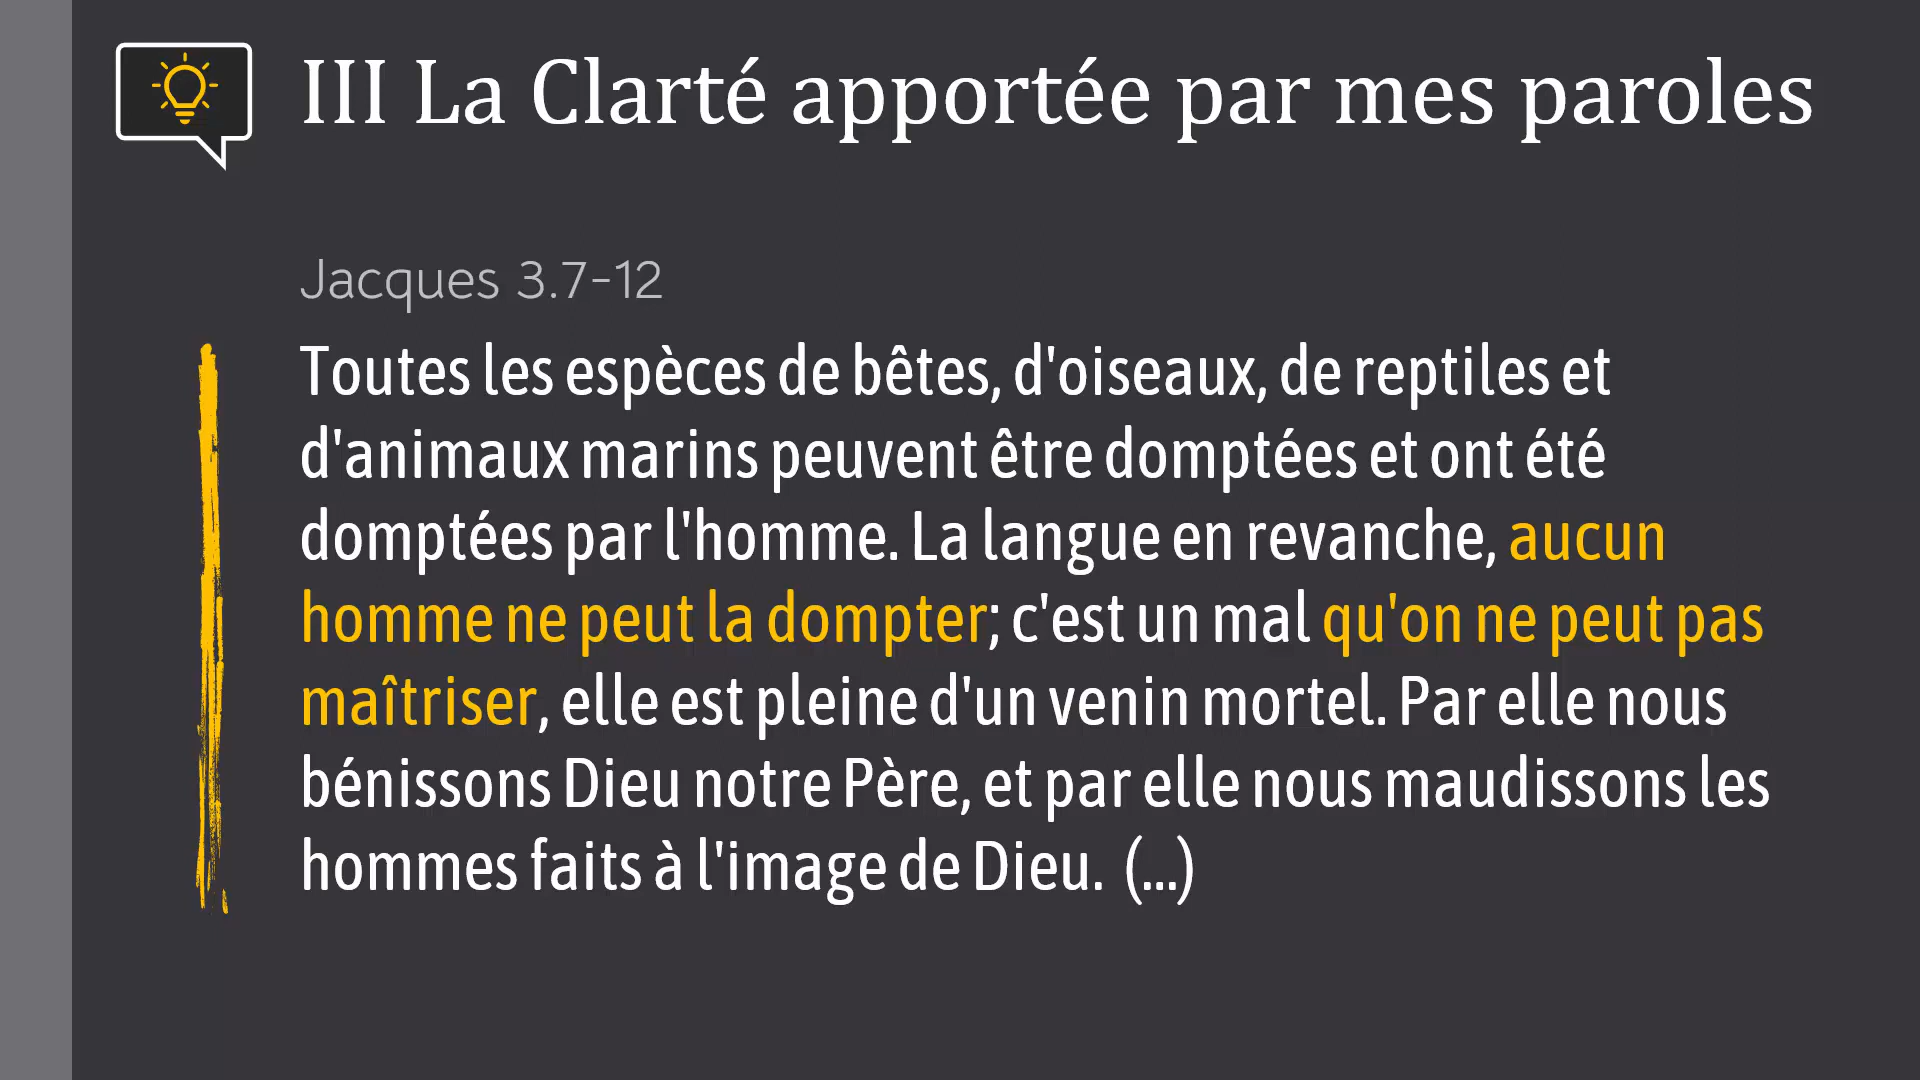 III La Clarté apportée par mes paroles
Jacques 3.7-12
Toutes les espèces de bêtes, d'oiseaux, de reptiles et
d'animaux marins peuvent être domptées et ont été
domptées par l'homme. La langue en revanche, aucun
homme ne peut la dompter; c'est un mal qu'on ne peut pas
maîtriser, elle est pleine d'un venin mortel. Par elle nous
bénissons Dieu notre Père, et par elle nous maudissons les
hommes faits à l'image de Dieu. (...)